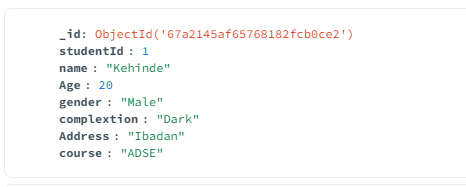 _id: ObjectId('67a2145af65768182fcb0ce2')
studentId : 1
name : "Kehinde"
Age : 20
gender : "Male"
complextion : "Dark"
Address : "Ibadan"
course : "ADSE"